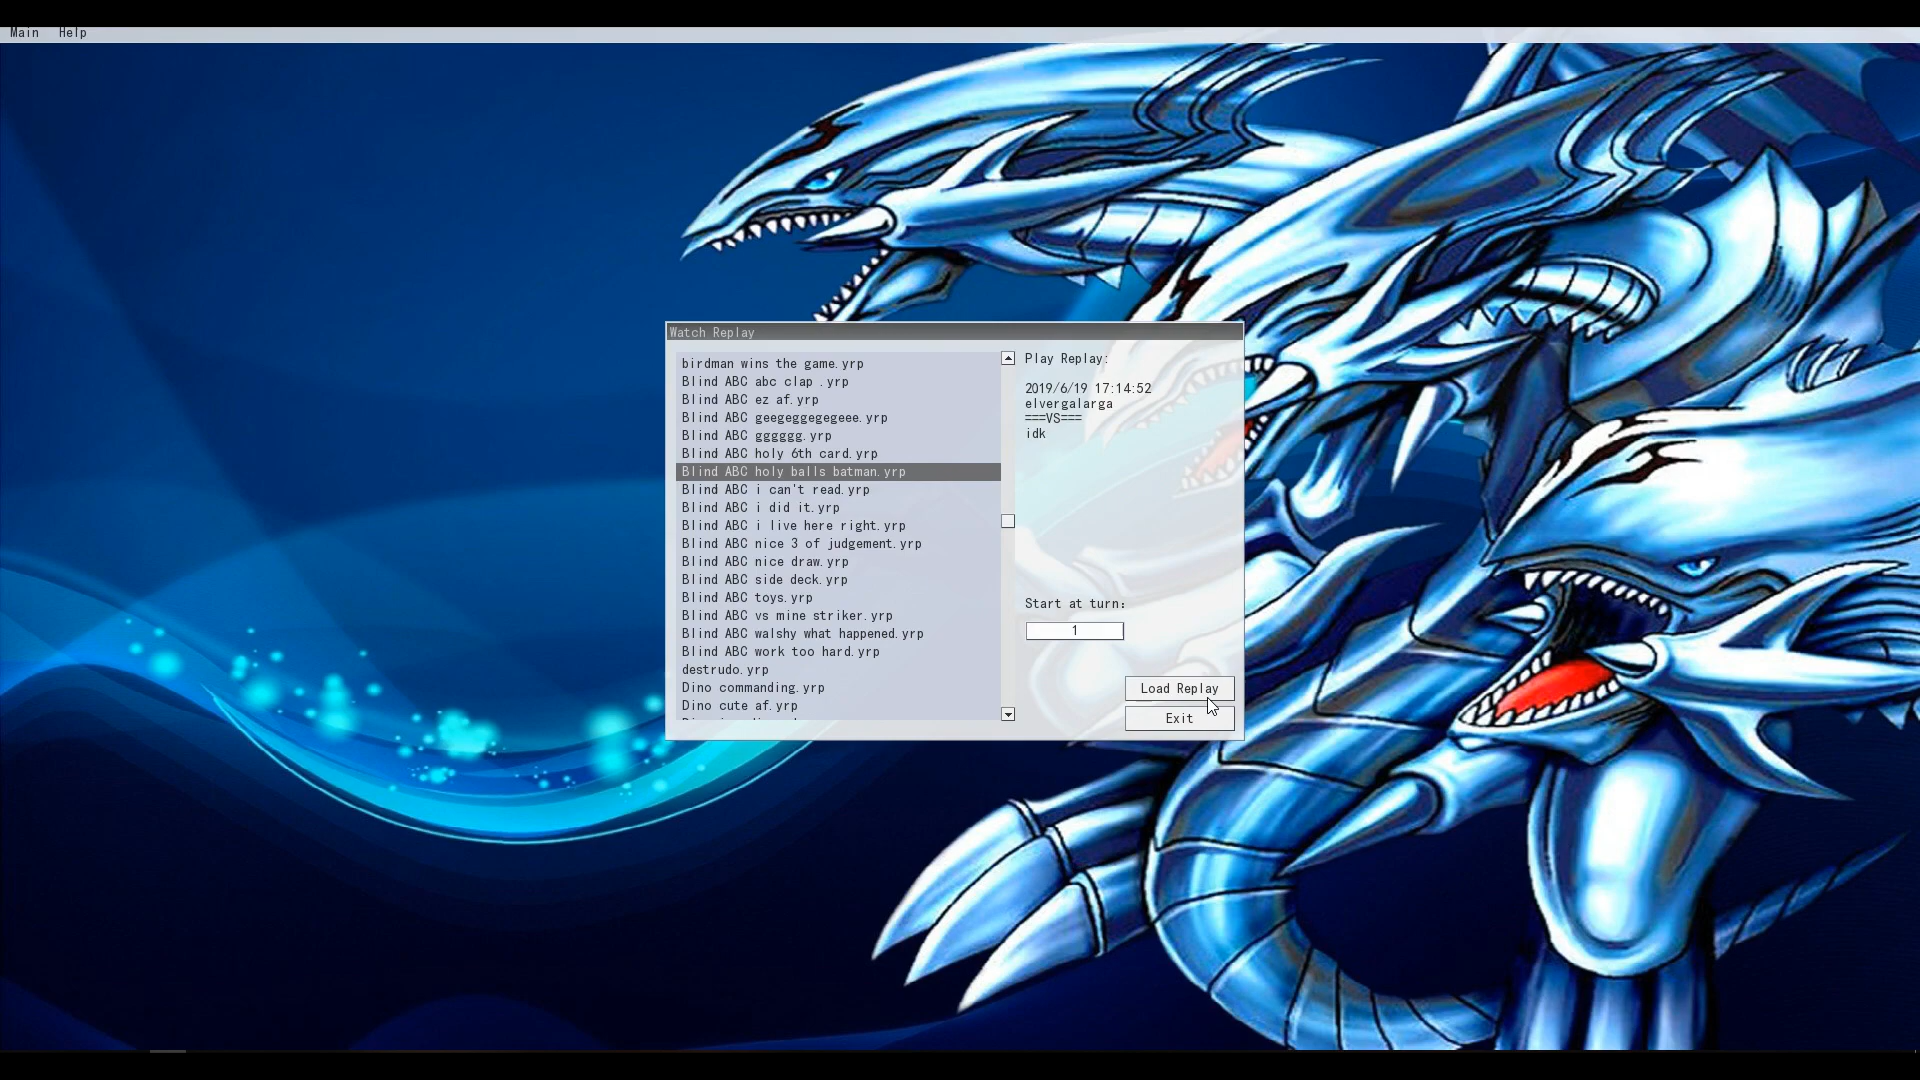 Main Help
Watch Replay
birdman wins the game.yrp
Blind ABC abc clap .yrp
Blind ABC ez af.yrp
Blind ABC geegeggegegeee.yrp
Blind ABC gggggg.yrp
Blind ABC holy 6th card.yrp
Blind ABC holy balls batman.yrp
Blind ABC i can't read.yrp
Blind ABC i did it.yrp
Blind ABC i live here right.yrp
Blind ABC nice 3 of judgement.yrp
Blind ABC nice draw.yrp
Blind ABC side deck.yrp
Blind ABC toys.yrp
Blind ABC vs mine striker.yrp
Blind ABC walshy what happened.yrp
Blind ABC work too hard.yrp
destrudo.yrp
Dino commanding.yrp
Dino cute af.yrp
Play Replay:
2019/6/19 17:14:52
elvergalarga
===VS===
idk
Start at turn:
1
Load Replay
Exit